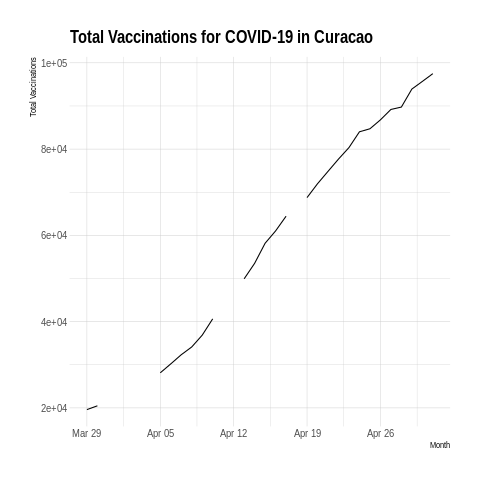 Total Vaccinations for COVID-19 in Curacao
Total Vaccinations
1e+05
8e+04
6e+04
4e+04
2e+04
Mar 29 Apr 05 Apr 12 Apr 19 Apr 26
Month